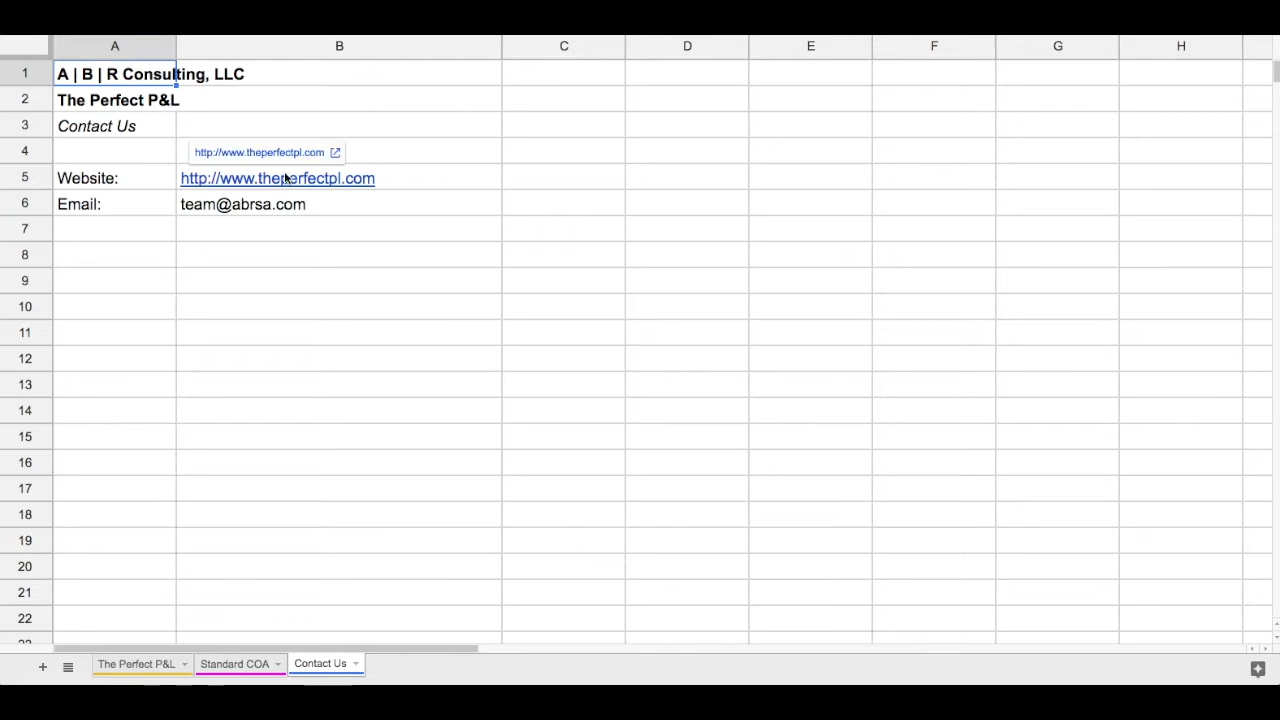 A B C D E F G H
1 A | B | R Consulting, LLC
2 The Perfect P&L
3 Contact Us
4 http://www.theperfectpl.com
5 Website: http://www.theperfectpl.com
6 Email: team@abrsa.com
7
8
9
10
11
12
13
14
15
16
17
18
19
20
21
22
+ The Perfect P&L Standard COA Contact Us